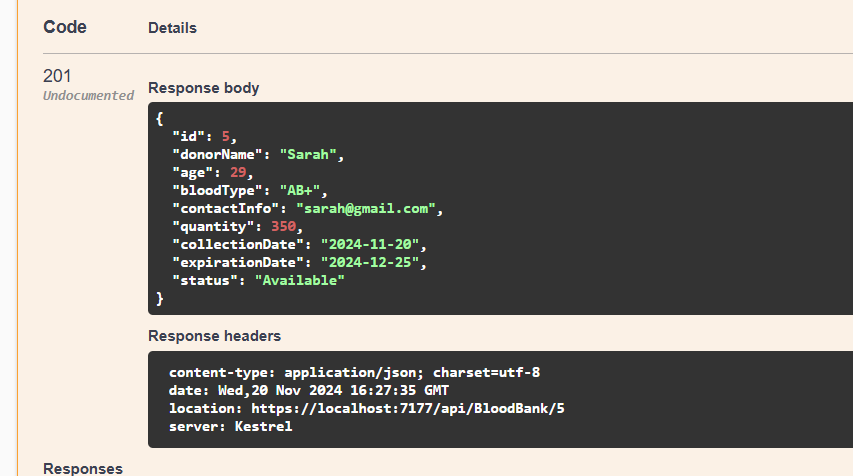 Code Details
201
Undocumented
Response body
{
  "id": 5,
  "donorName": "Sarah",
  "age": 29,
  "bloodType": "AB+",
  "contactInfo": "sarah@gmail.com",
  "quantity": 350,
  "collectionDate": "2024-11-20",
  "expirationDate": "2024-12-25",
  "status": "Available"
}
Response headers
content-type: application/json; charset=utf-8
date: Wed,20 Nov 2024 16:27:35 GMT
location: https://localhost:7177/api/BloodBank/5
server: Kestrel
Responses